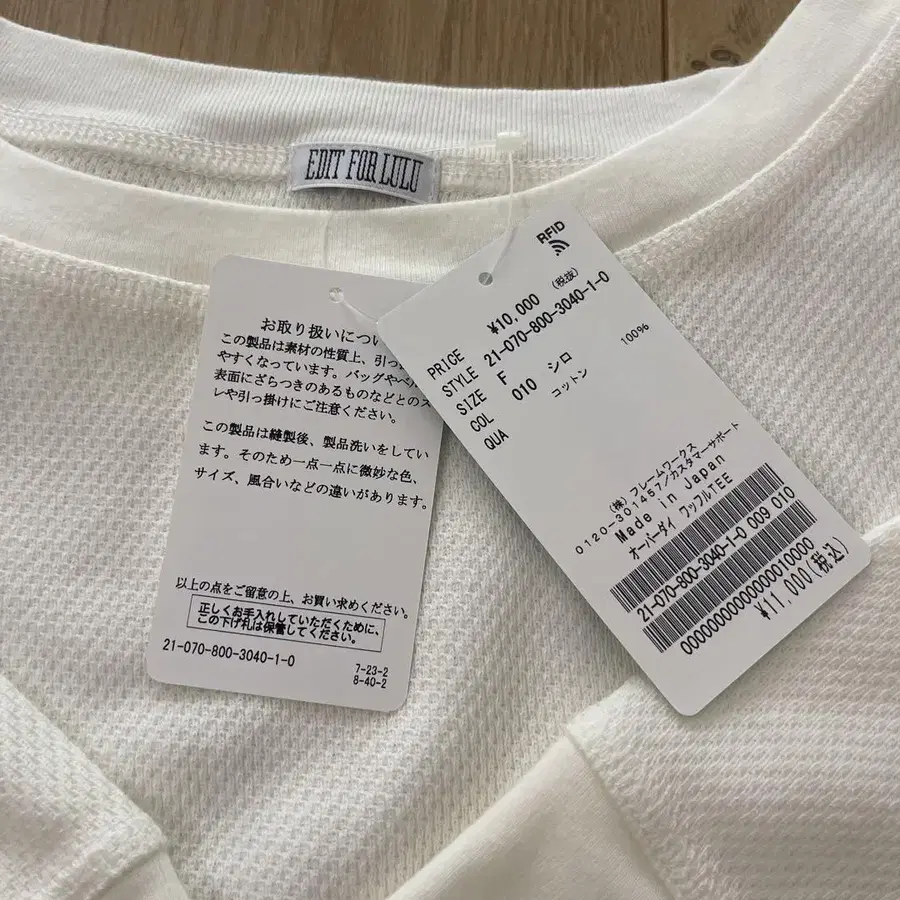 EDIT FOR LULU
お取り扱いについ
この製品は素材の性質上、引っ
やすくなっています。バッグやベル
表面にざらつきのあるものなどとのス
レや引っ掛けにご注意ください。
この製品は縫製後、製品洗いをしてい
ます。そのため一点一点に微妙な色、
サイズ、風合いなどの違いがあります。
以上の点をご留意の上、お買い求めください。
正しくお手入れしていただくために、
この下げ札は保管してください。
21-070-800-3040-1-0
7-23-2
8-40-2
RFID
PRICE ¥10,000 (税抜)
STYLE 21-070-800-3040-1-0
SIZE F
COL 010 シロ
QUA コットン 100%
(株) フレームワークス
0120-301457/カスタマーサポート
Made in Japan
オーバーダイ ワッフルTEE
21-070-800-3040-1-0 009 010
0000000000000010000
¥11,000(税込)